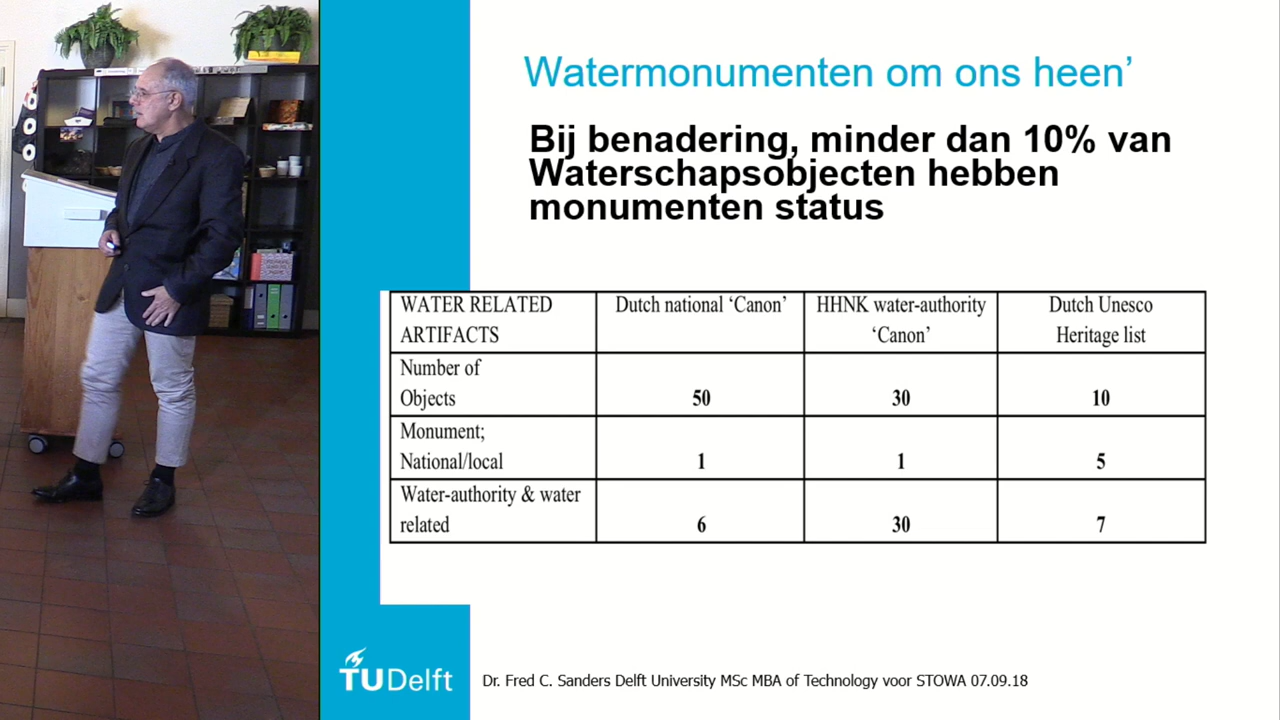 Watermonumenten om ons heen’
Bij benadering, minder dan 10% van
Waterschapsobjecten hebben
monumenten status
WATER RELATED ARTIFACTS Dutch national ‘Canon’ HHNK water-authority ‘Canon’ Dutch Unesco Heritage list
Number of Objects 50 30 10
Monument; National/local 1 1 5
Water-authority & water related 6 30 7
TU Delft
Dr. Fred C. Sanders Delft University MSc MBA of Technology voor STOWA 07.09.18